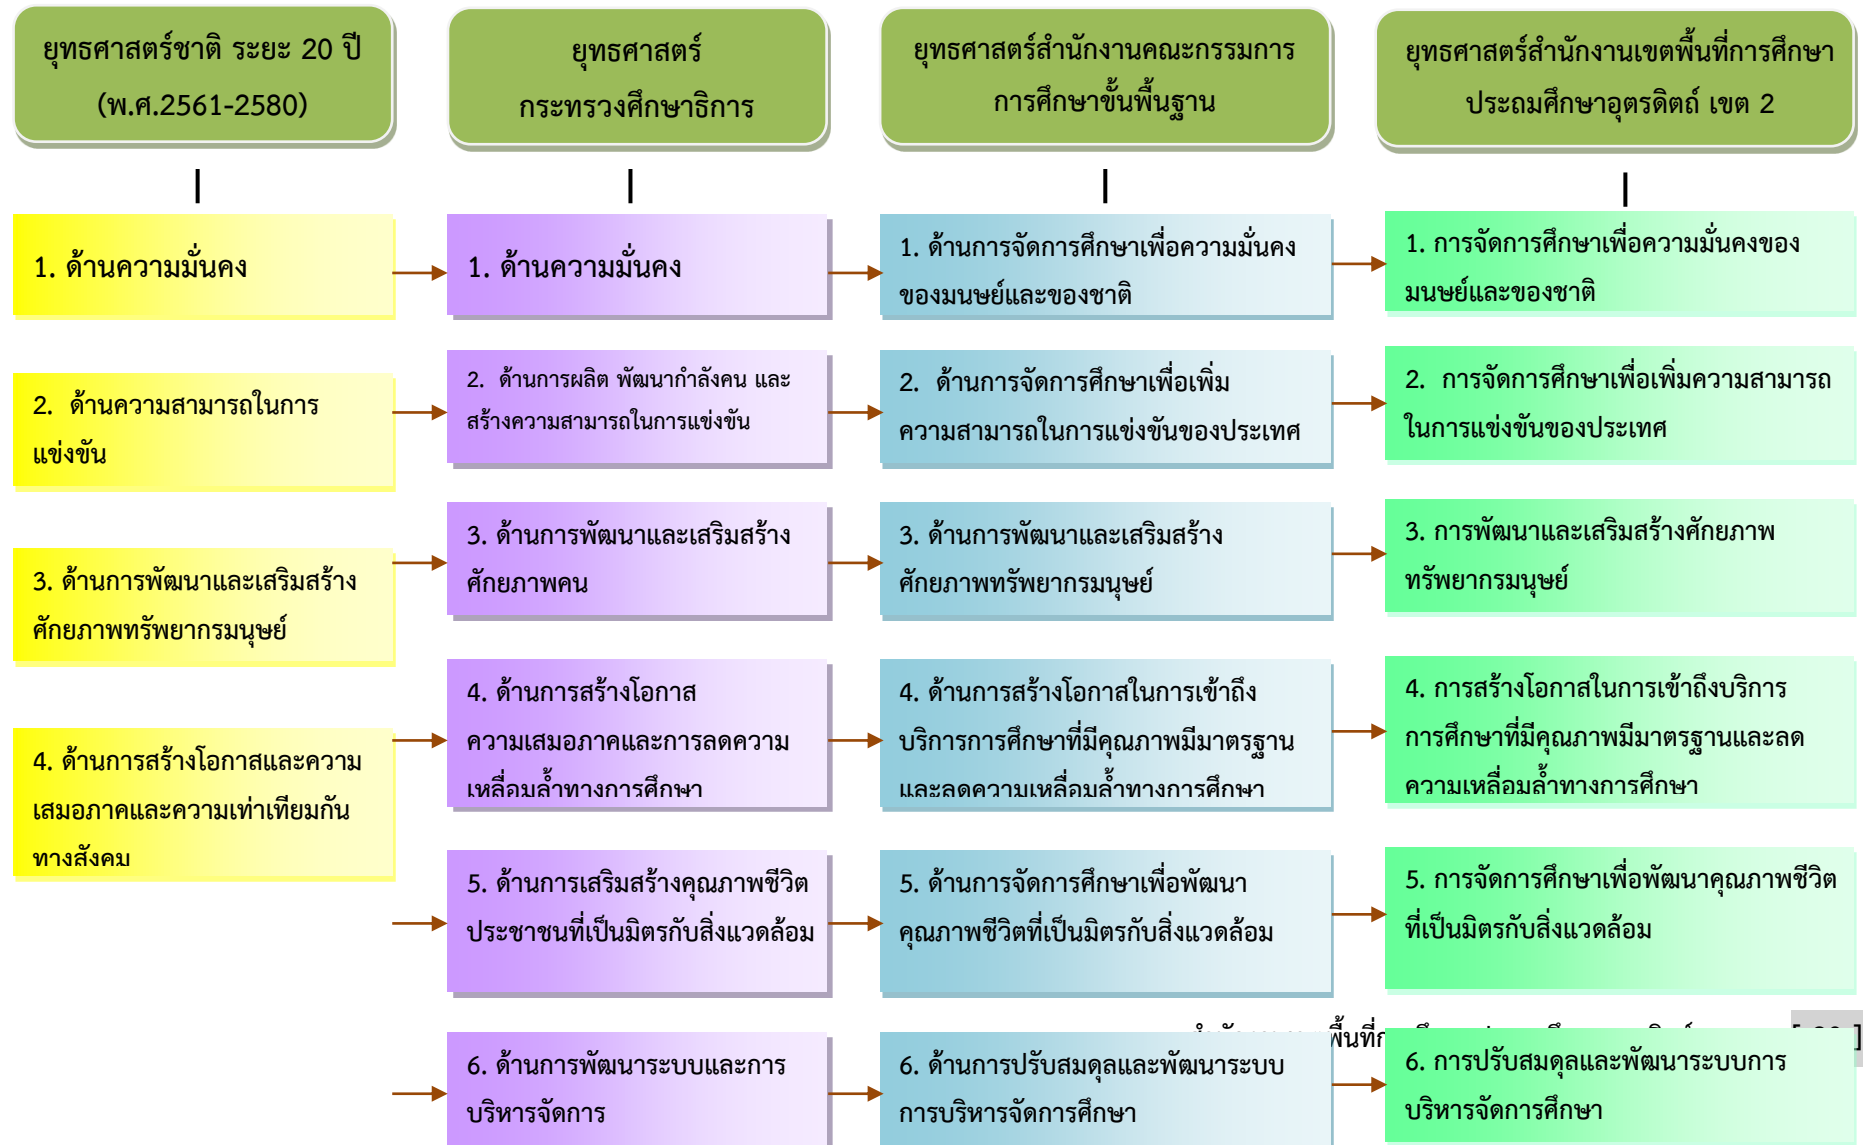 ยุทธศาสตร์ชาติ ระยะ 20 ปี
(พ.ศ.2561-2580)
ยุทธศาสตร์
กระทรวงศึกษาธิการ
ยุทธศาสตร์สำนักงานคณะกรรมการ
การศึกษาขั้นพื้นฐาน
ยุทธศาสตร์สำนักงานเขตพื้นที่การศึกษา
ประถมศึกษาอุตรดิตถ์ เขต 2
1. ด้านความมั่นคง
1. ด้านความมั่นคง
1. ด้านการจัดการศึกษาเพื่อความมั่นคง
ของมนษย์และของชาติ
1. การจัดการศึกษาเพื่อความมั่นคงของ
มนษย์และของชาติ
2. ด้านความสามารถในการ
แข่งขัน
2. ด้านการผลิต พัฒนากำลังคน และ
สร้างความสามารถในการแข่งขัน
2. ด้านการจัดการศึกษาเพื่อเพิ่ม
ความสามารถในการแข่งขันของประเทศ
2. การจัดการศึกษาเพื่อเพิ่มความสามารถ
ในการแข่งขันของประเทศ
3. ด้านการพัฒนาและเสริมสร้าง
ศักยภาพทรัพยากรมนุษย์
3. ด้านการพัฒนาและเสริมสร้าง
ศักยภาพคน
3. ด้านการพัฒนาและเสริมสร้าง
ศักยภาพทรัพยากรมนุษย์
3. การพัฒนาและเสริมสร้างศักยภาพ
ทรัพยากรมนุษย์
4. ด้านการสร้างโอกาสและความ
เสมอภาคและความเท่าเทียมกัน
ทางสังคม
4. ด้านการสร้างโอกาส
ความเสมอภาคและการลดความ
เหลื่อมล้ำทางการศึกษา
4. ด้านการสร้างโอกาสในการเข้าถึง
บริการการศึกษาที่มีคุณภาพมีมาตรฐาน
และลดความเหลื่อมล้ำทางการศึกษา
4. การสร้างโอกาสในการเข้าถึงบริการ
การศึกษาที่มีคุณภาพมีมาตรฐานและลด
ความเหลื่อมล้ำทางการศึกษา
5. ด้านการเสริมสร้างคุณภาพชีวิต
ประชาชนที่เป็นมิตรกับสิ่งแวดล้อม
5. ด้านการจัดการศึกษาเพื่อพัฒนา
คุณภาพชีวิตที่เป็นมิตรกับสิ่งแวดล้อม
5. การจัดการศึกษาเพื่อพัฒนาคุณภาพชีวิต
ที่เป็นมิตรกับสิ่งแวดล้อม
6. ด้านการพัฒนาระบบและการ
บริหารจัดการ
6. ด้านการปรับสมดุลและพัฒนาระบบ
การบริหารจัดการศึกษา
6. การปรับสมดุลและพัฒนาระบบการ
บริหารจัดการศึกษา